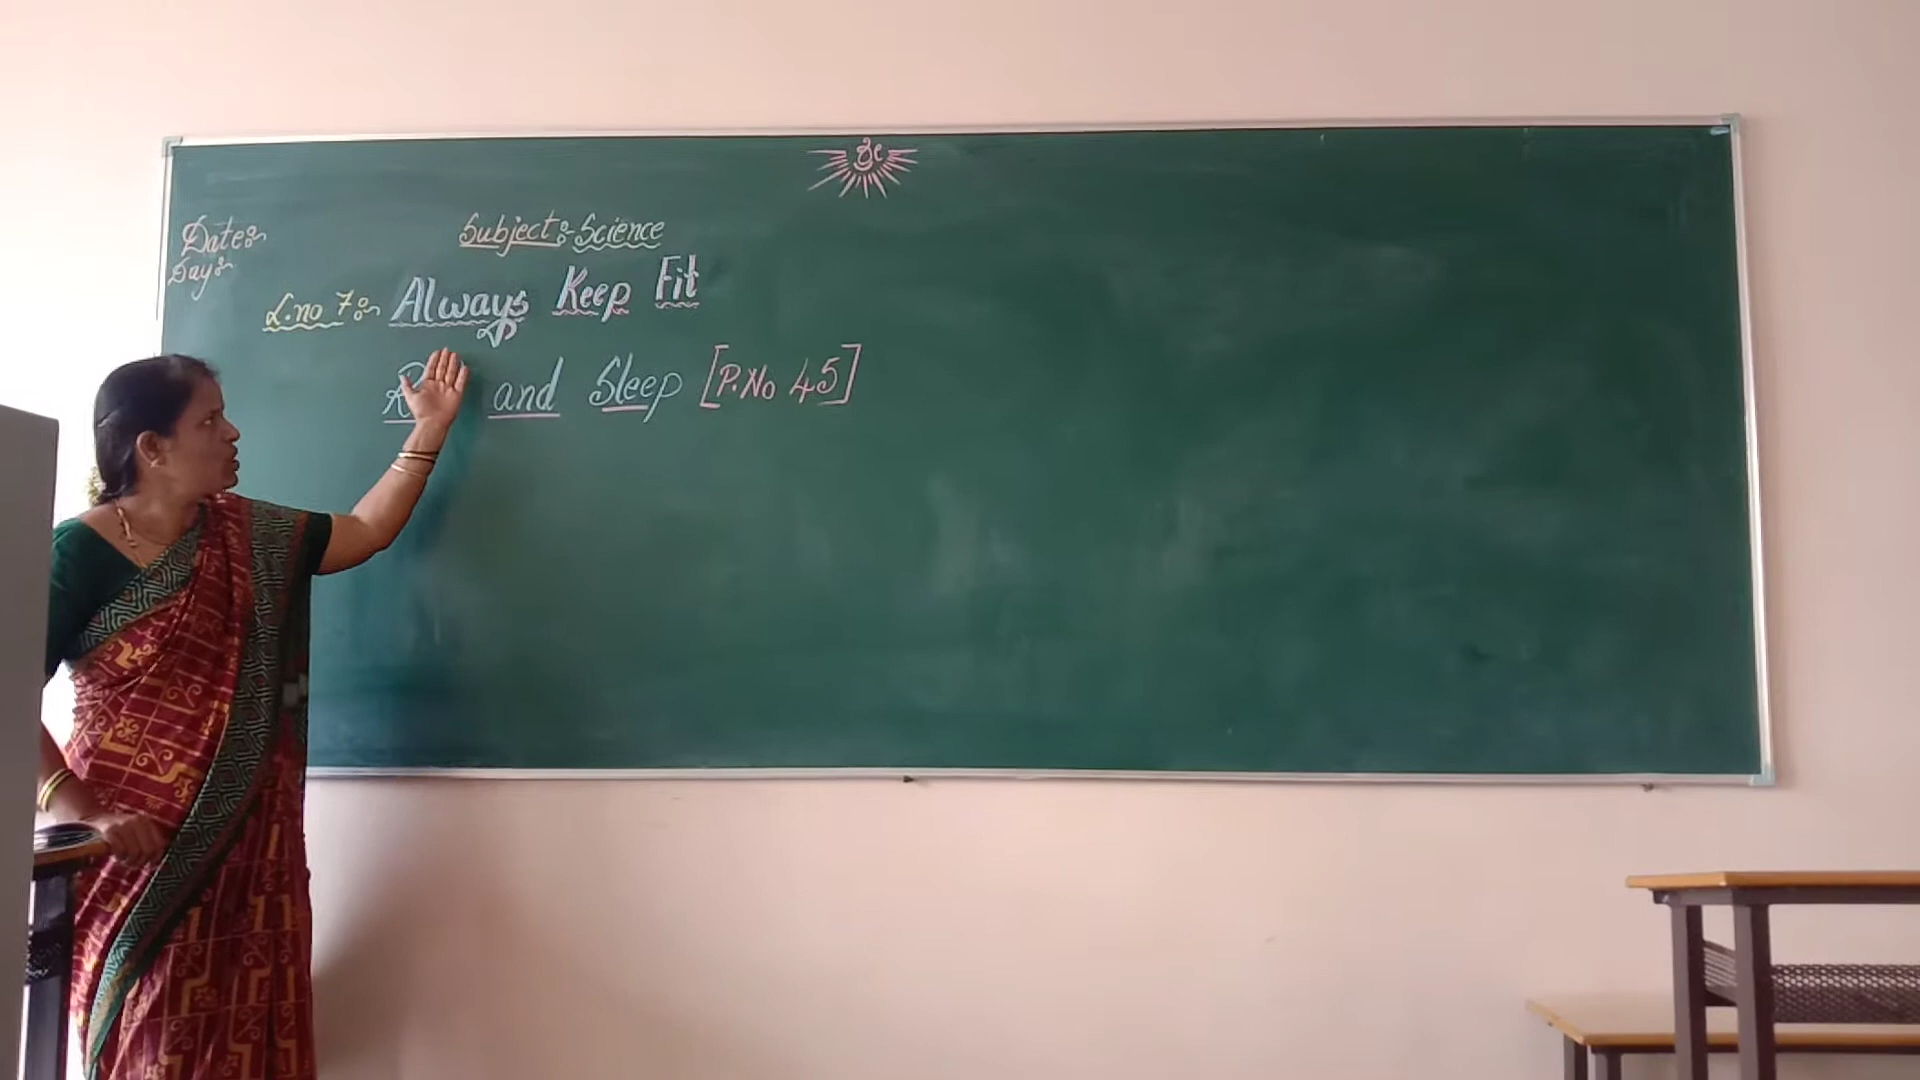 ಶ್ರೀ
Date:-
Subject:- Science
Day:-
L.no 7:- Always Keep Fit
and Sleep [P.No 45]